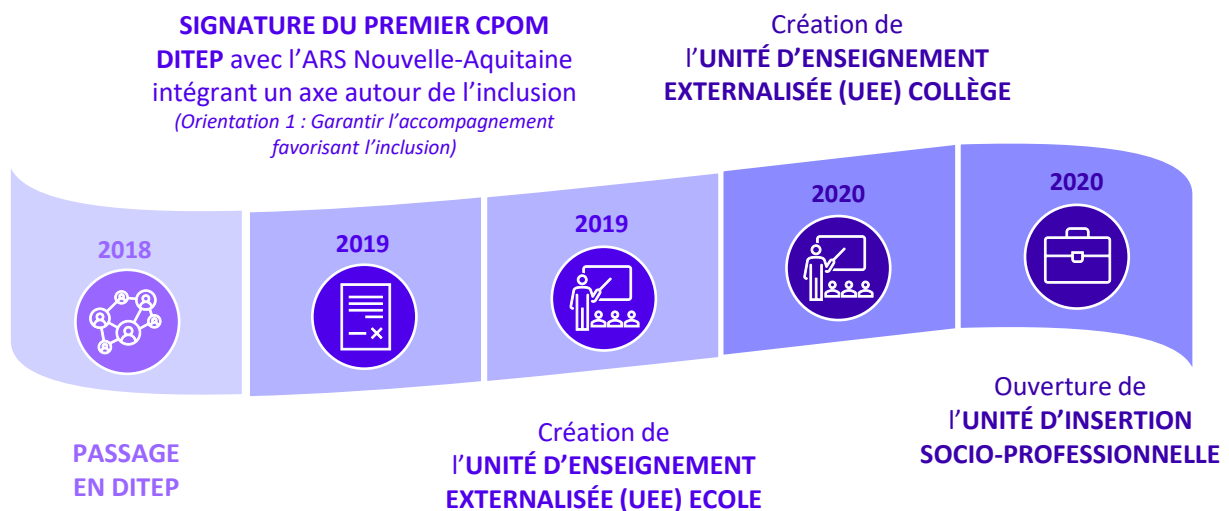 SIGNATURE DU PREMIER CPOM
DITEP avec l’ARS Nouvelle-Aquitaine
intégrant un axe autour de l’inclusion
(Orientation 1 : Garantir l’accompagnement
favorisant l’inclusion)
Création de
l’UNITÉ D’ENSEIGNEMENT
EXTERNALISÉE (UEE) COLLÈGE
2018
2019
2019
2020
2020
PASSAGE
EN DITEP
Création de
l’UNITÉ D’ENSEIGNEMENT
EXTERNALISÉE (UEE) ECOLE
Ouverture de
l’UNITÉ D’INSERTION
SOCIO-PROFESSIONNELLE